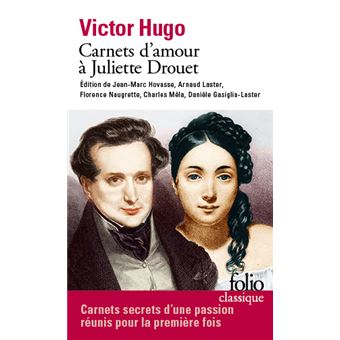 Victor Hugo
Carnets d'amour
à Juliette Drouet
Édition de Jean-Marc Hovasse, Arnaud Laster,
Florence Naugrette, Charles Méla, Danièle Gasiglia-Laster
folio
classique
Carnets secrets d'une passion
réunis pour la première fois